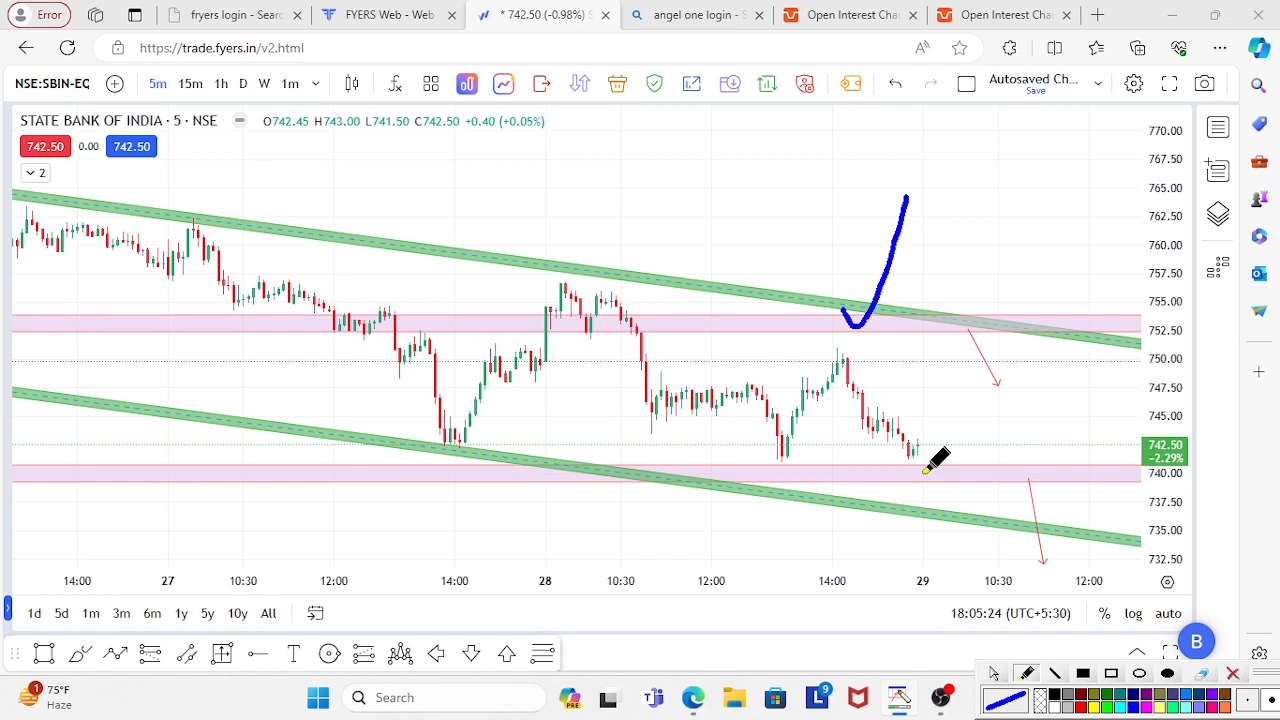 Error
fryers login - Searc
FYERS Web - Web
* 742.50 (-0.98%) S
angel one login - S
Open Interest Cha
Open Interest Cha
https://trade.fyers.in/v2.html
NSE:SBIN-EQ
5m 15m 1h D W 1m
Autosaved Ch...
Save
STATE BANK OF INDIA · 5 · NSE
O742.45 H743.00 L741.50 C742.50 +0.40 (+0.05%)
742.50 0.00 742.50
2
770.00
767.50
765.00
762.50
760.00
757.50
755.00
752.50
750.00
747.50
745.00
742.50
-2.29%
740.00
737.50
735.00
732.50
14:00 27 10:30 12:00 14:00 28 10:30 12:00 14:00 29 10:30 12:00
1d 5d 1m 3m 6m 1y 5y 10y All
18:05:24 (UTC+5:30) % log auto
B
1
75°F
Haze
Search
PRE
9